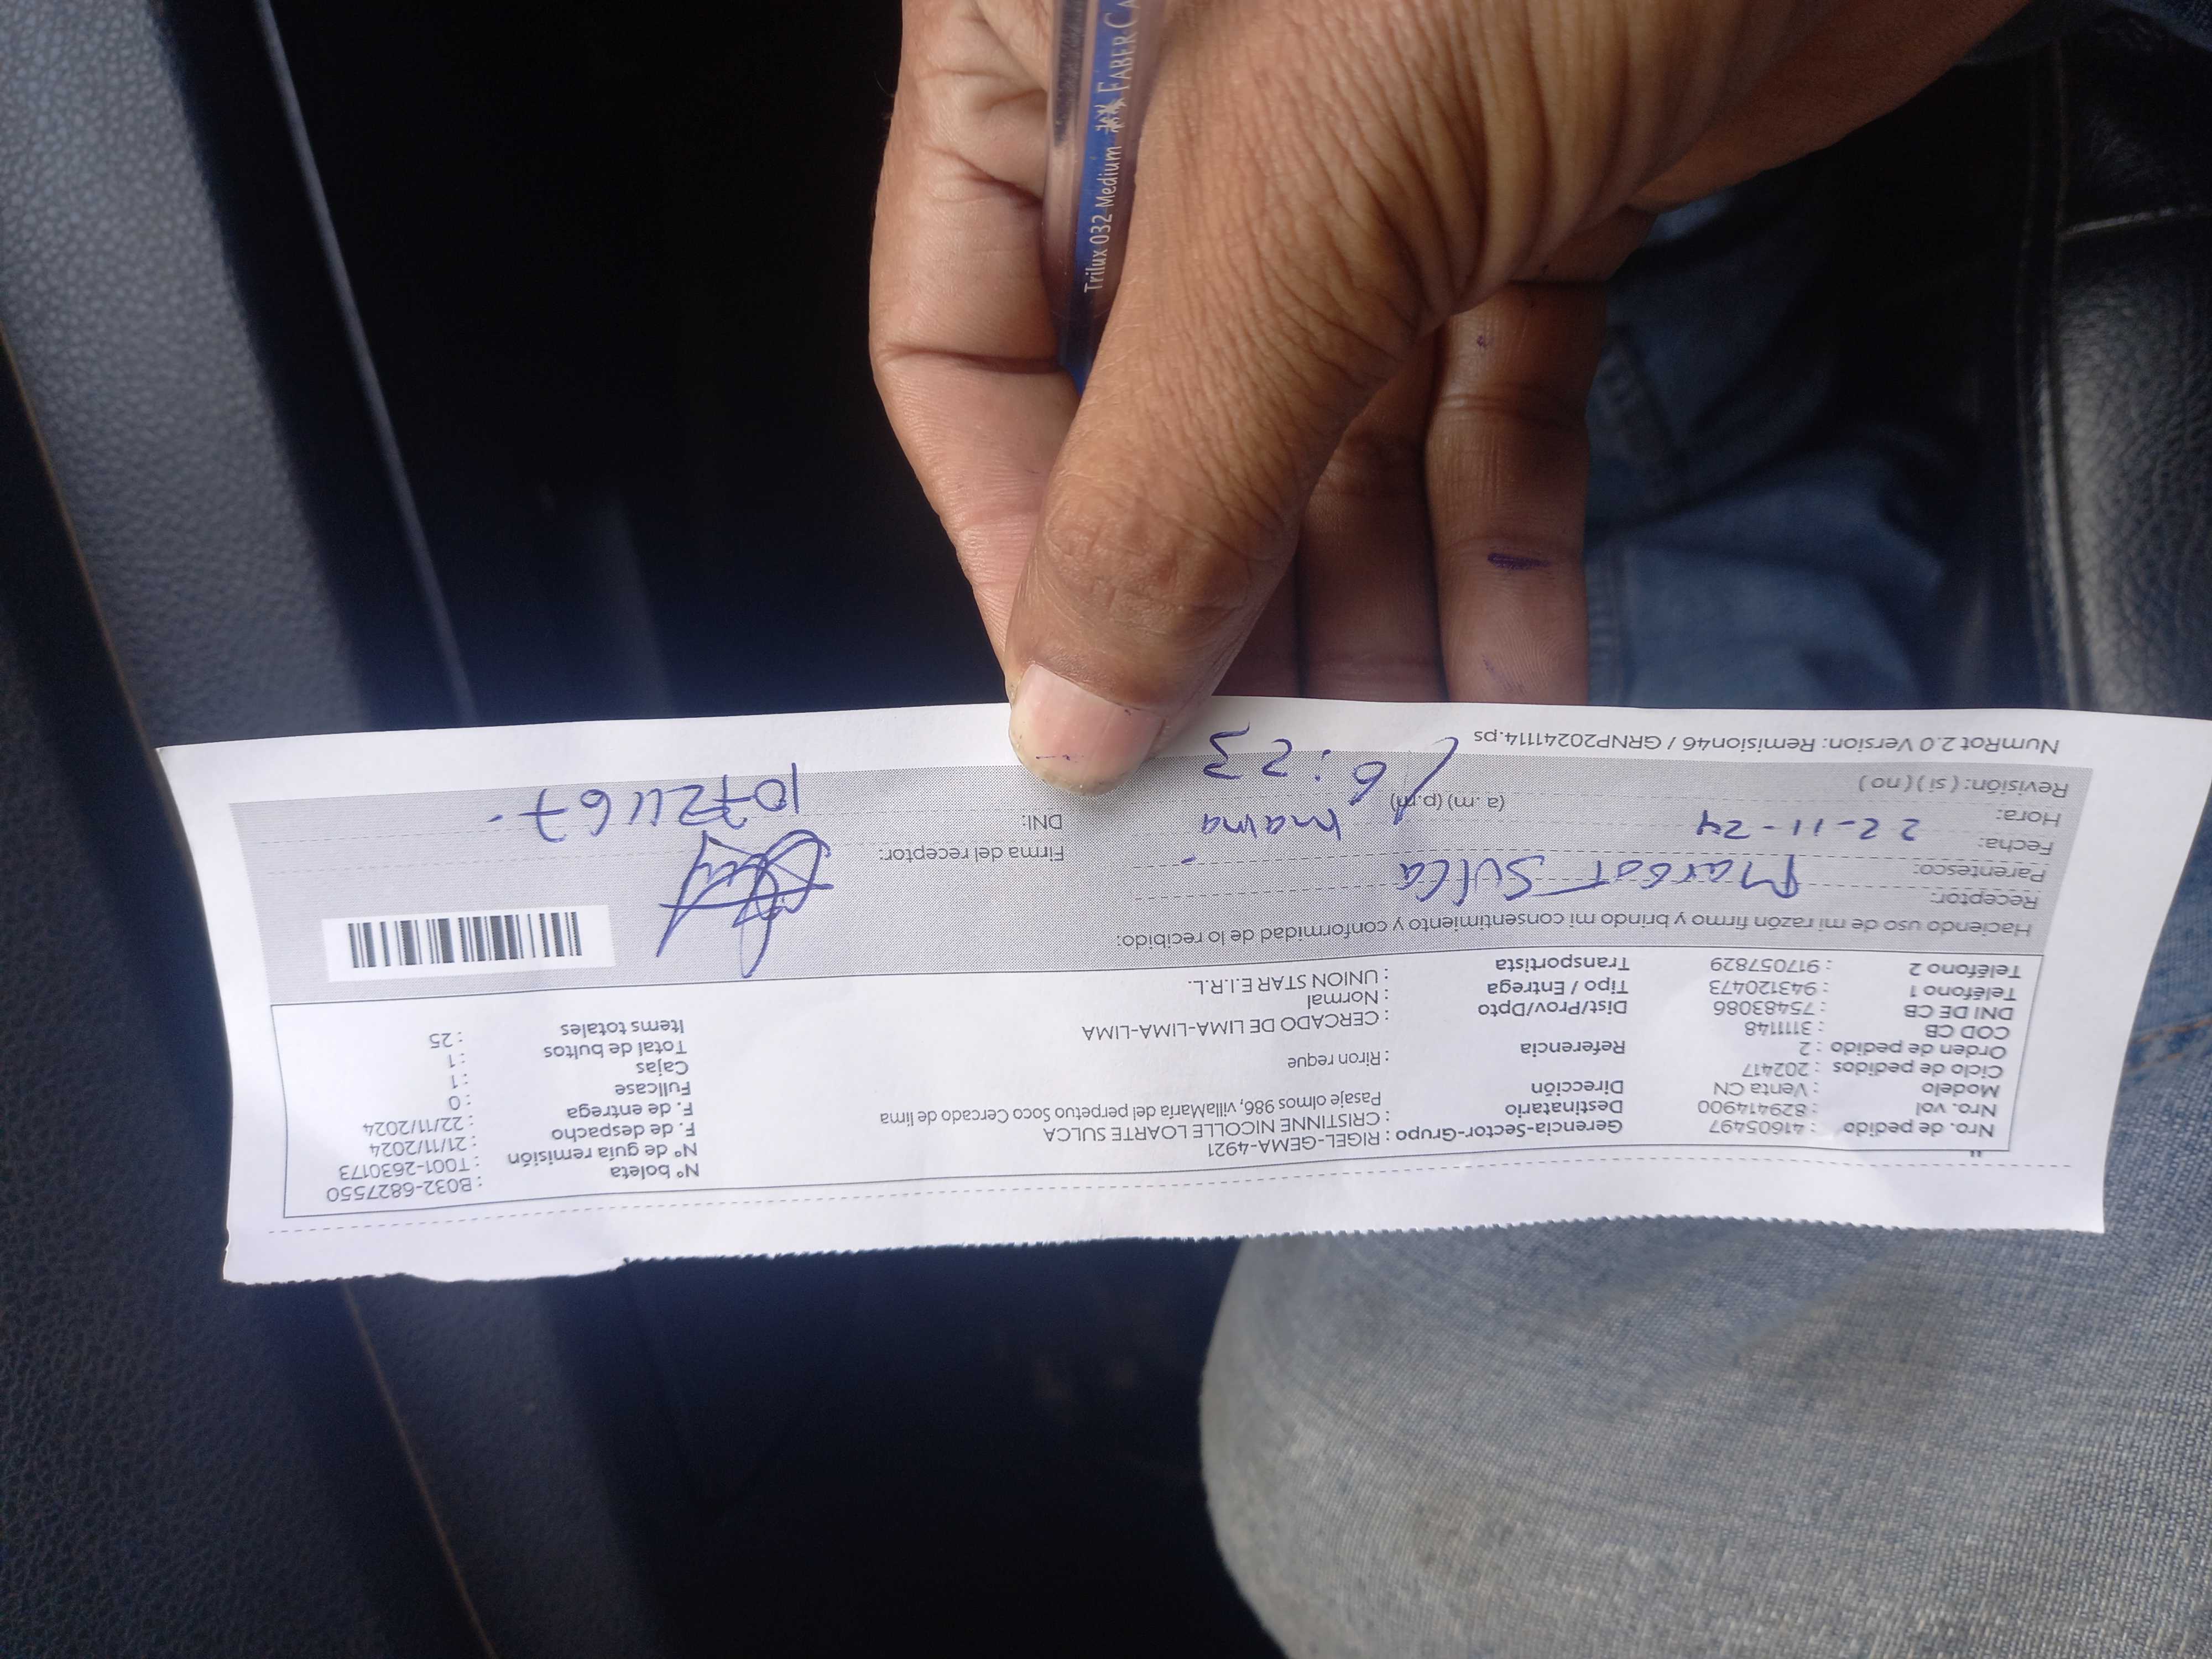 Nro. de pedido : 41605497 Gerencia-Sector-Grupo : RIGEL-GEMA-4921 N° boleta : B032-6827550
Nro. vol : 829414900 Destinatario : CRISTINNE NICOLLE LOARTE SULCA N° de guía remisión : T001-2630173
Modelo : Venta CN Dirección Pasaje olmos 986, villaMaría del perpetuo Soco Cercado de lima F. de despacho : 21/11/2024
Ciclo de pedidos : 202417 F. de entrega : 22/11/2024
Orden de pedido : 2 Referencia : Riron reque Fullcase : 0
COD CB : 3111148 Cajas : 1
DNI DE CB : 75483086 Dist/Prov/Dpto : CERCADO DE LIMA-LIMA-LIMA Total de bultos : 1
Teléfono 1 : 943120473 Tipo / Entrega : Normal Items totales : 25
Teléfono 2 : 917057829 Transportista : UNION STAR E.I.R.L.
Haciendo uso de mi razón firmo y brindo mi consentimiento y conformidad de lo recibido:
Receptor: Margot Sulca
Parentesco: mama Firma del receptor:
Fecha: 22-11-24 DNI: 10721167
Hora: (a. m) (p.m) 16:23
Revisión: ( si ) ( no )
NumRot 2.0 Version: Remision46 / GRNP20241114.ps
Trilux 032 Medium FABER CA